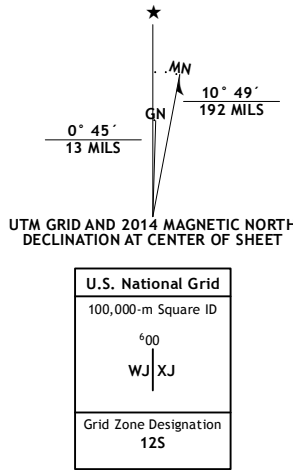 ★
MN
GN
10° 49´
192 MILS
0° 45´
13 MILS
UTM GRID AND 2014 MAGNETIC NORTH
DECLINATION AT CENTER OF SHEET
U.S. National Grid
100,000-m Square ID
⁶00
WJ XJ
Grid Zone Designation
12S